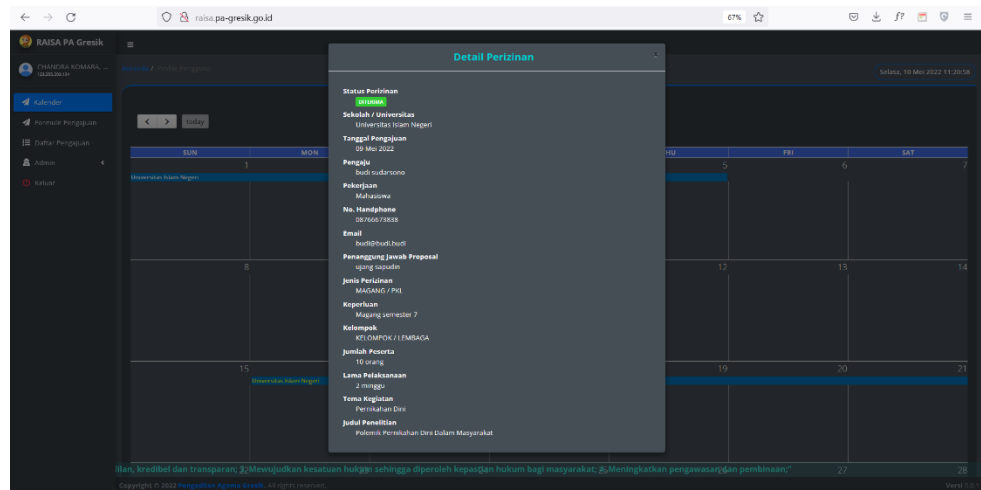 raisa.pa-gresik.go.id
67%
RAISA PA Gresik
CHANDRA KOMARA, ...
Selasa, 10 Mei 2022 11:20:58
Kalender
Formulir Pengajuan
Daftar Pengajuan
Admin
Keluar
today
SUN MON HU FRI SAT
1 5 6 7
Universitas Islam Negeri
8 12 13 14
15 19 20 21
Universitas Islam Negeri
22 27 28
Detail Perizinan
x
Status Perizinan
DITERIMA
Sekolah / Universitas
Universitas Islam Negeri
Tanggal Pengajuan
09 Mei 2022
Pengaju
budi sudarsono
Pekerjaan
Mahasiswa
No. Handphone
08766673838
Email
budi@budi.budi
Penanggung Jawab Proposal
ujang sapudin
Jenis Perizinan
MAGANG / PKL
Keperluan
Magang semester 7
Kelompok
KELOMPOK / LEMBAGA
Jumlah Peserta
10 orang
Lama Pelaksanaan
2 minggu
Tema Kegiatan
Pernikahan Dini
Judul Penelitian
Polemik Pernikahan Dini Dalam Masyarakat
kredibel dan transparan; Mewujudkan kesatuan hukum sehingga diperoleh kepastian hukum bagi masyarakat; Meningkatkan pengawasan dan pembinaan;"
Copyright © 2022 Pengadilan Agama Gresik. All rights reserved.
Versi